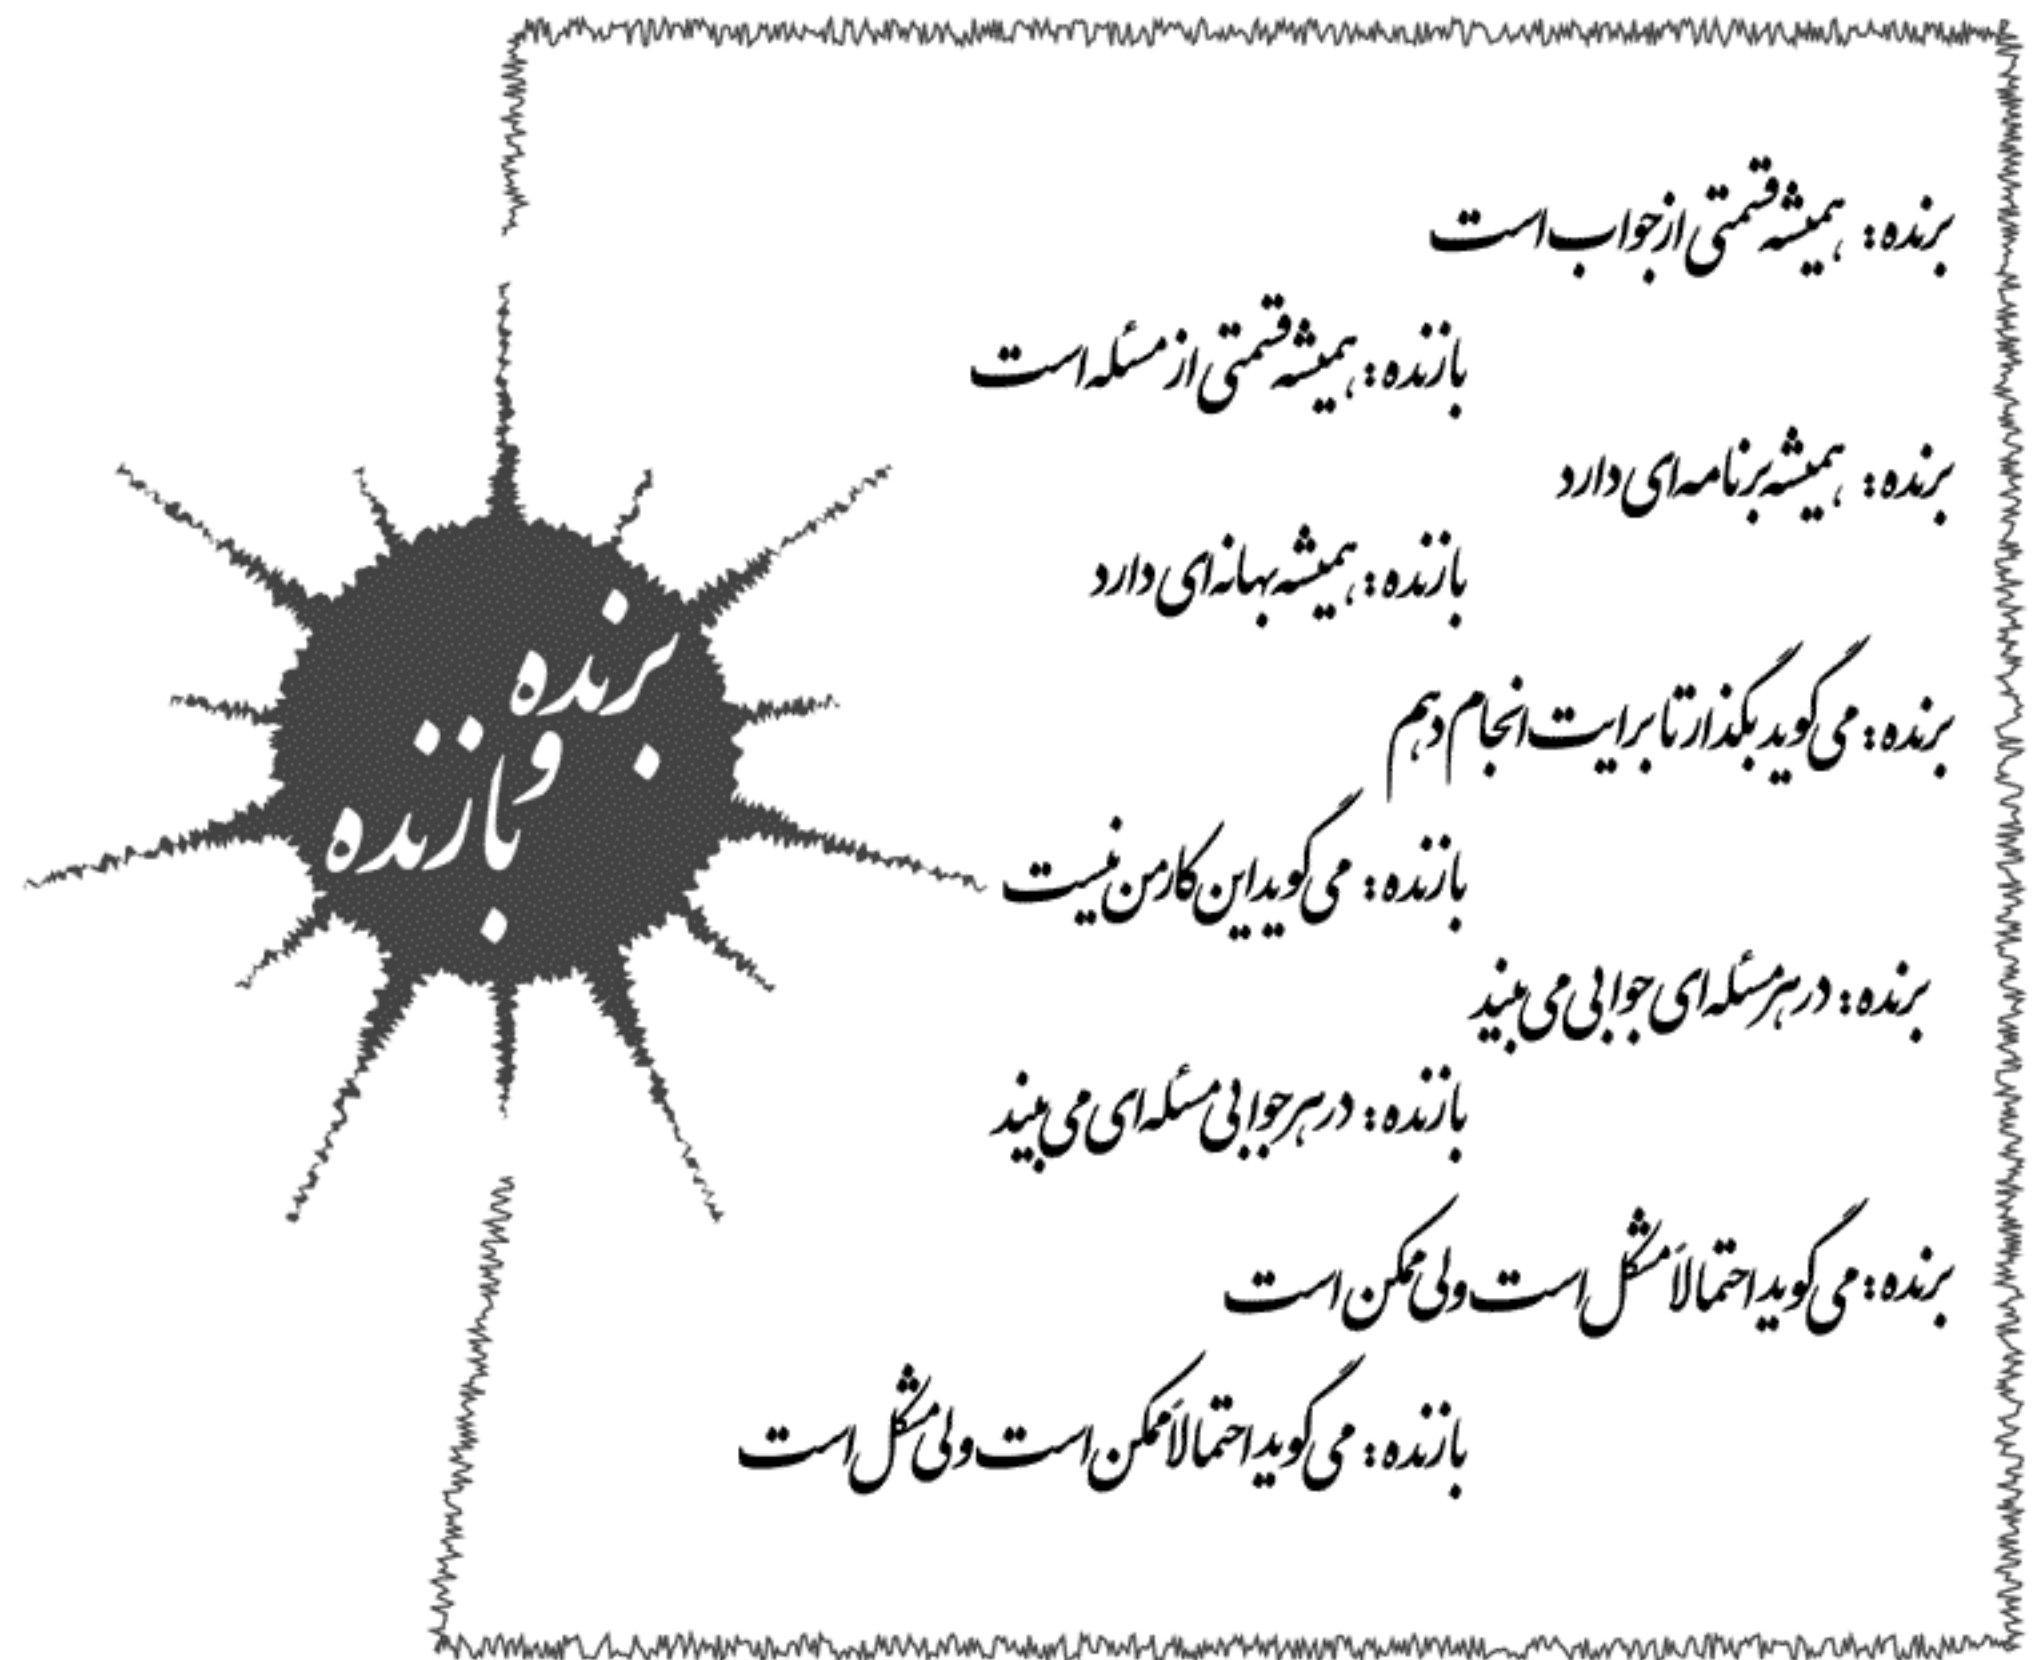 برنده و بازنده
برنده: همیشه قسمتی از جواب است
بازنده: همیشه قسمتی از مسئله است
برنده: همیشه برنامه‌ای دارد
بازنده: همیشه بهانه‌ای دارد
برنده: می‌گوید بگذار تا برایت انجام دهم
بازنده: می‌گوید این کار من نیست
برنده: در هر مسئله‌ای جوابی می‌بیند
بازنده: در هر جوابی مسئله‌ای می‌بیند
برنده: می‌گوید احتمالاً مشکل است ولی ممکن است
بازنده: می‌گوید احتمالاً ممکن است ولی مشکل است